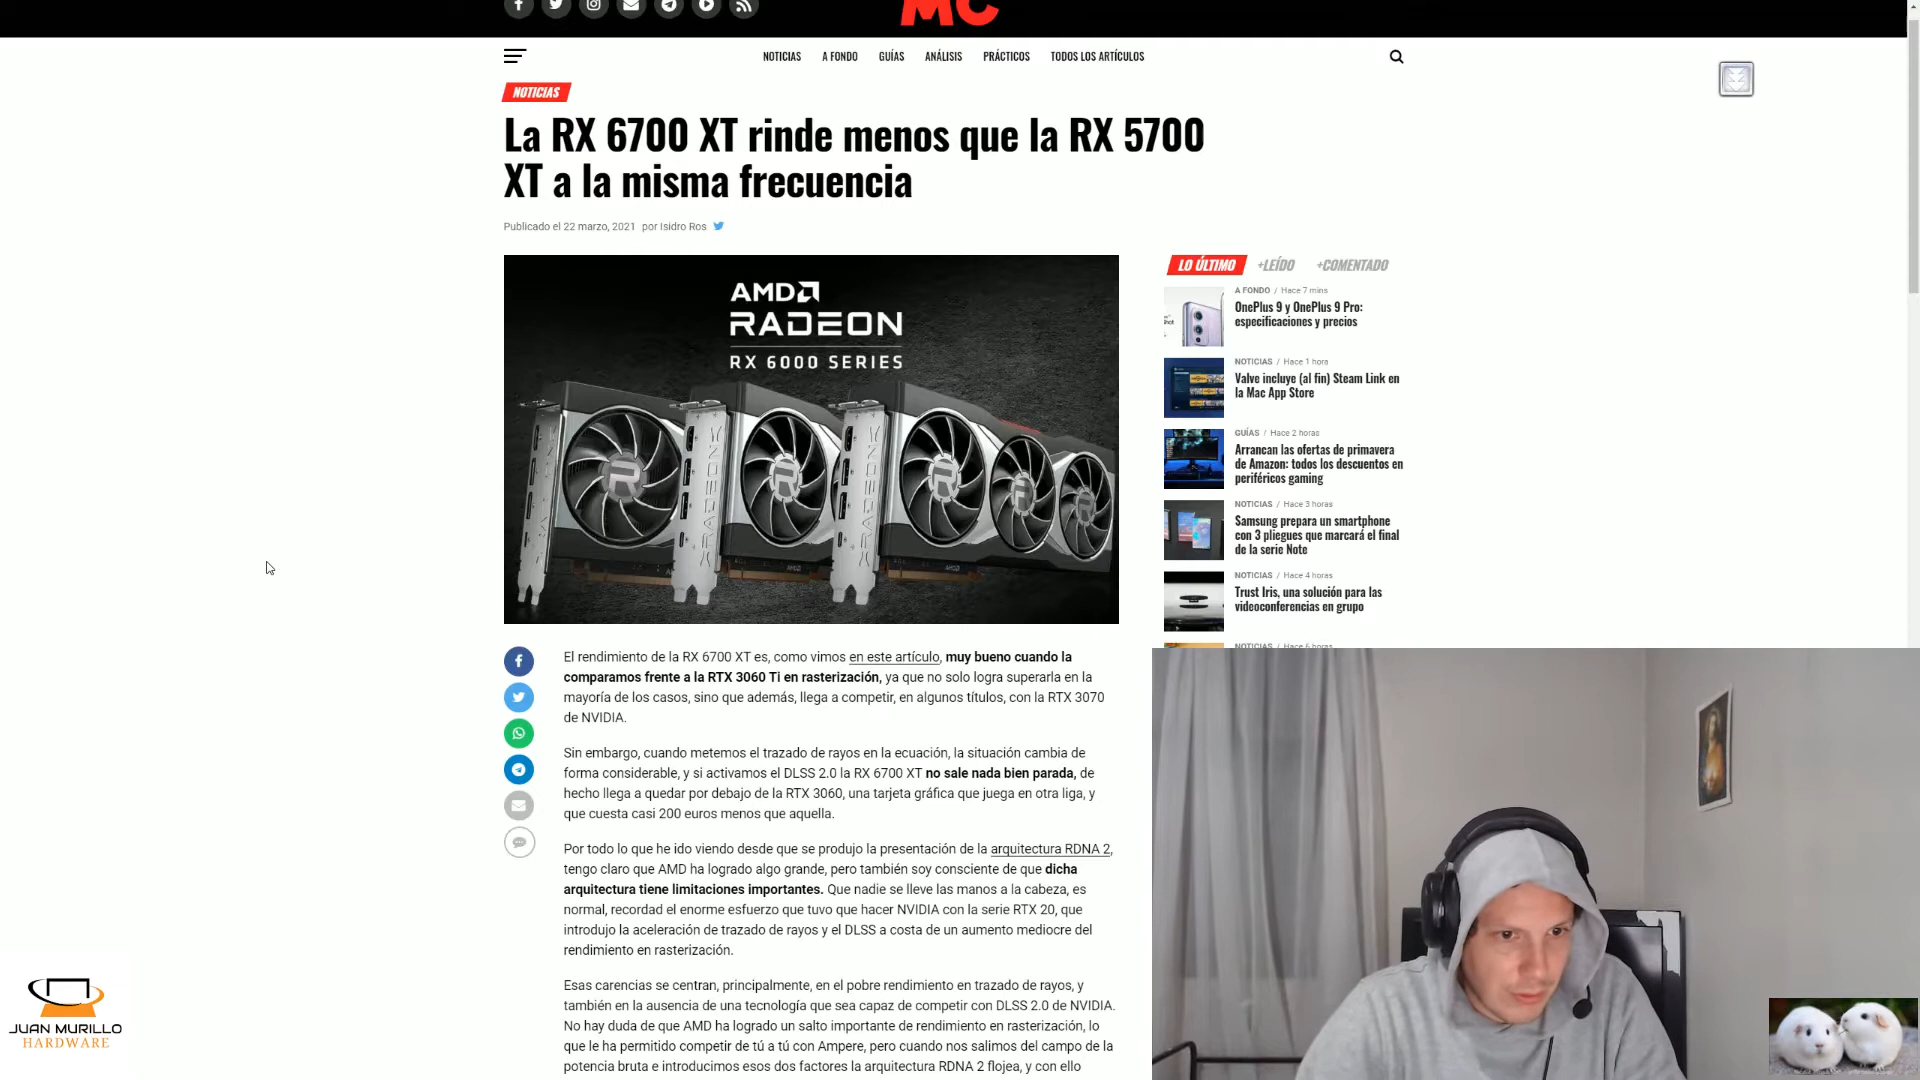 MC
NOTICIAS A FONDO GUÍAS ANÁLISIS PRÁCTICOS TODOS LOS ARTÍCULOS
NOTICIAS
La RX 6700 XT rinde menos que la RX 5700
XT a la misma frecuencia
Publicado el 22 marzo, 2021 por Isidro Ros
AMD
RADEON
RX 6000 SERIES
RADEON
RADEON
RADEON
LO ÚLTIMO +LEÍDO +COMENTADO
A FONDO / Hace 7 mins
OnePlus 9 y OnePlus 9 Pro:
especificaciones y precios
NOTICIAS / Hace 1 hora
Valve incluye (al fin) Steam Link en
la Mac App Store
GUÍAS / Hace 2 horas
Arrancan las ofertas de primavera
de Amazon: todos los descuentos en
periféricos gaming
NOTICIAS / Hace 3 horas
Samsung prepara un smartphone
con 3 pliegues que marcará el final
de la serie Note
NOTICIAS / Hace 4 horas
Trust Iris, una solución para las
videoconferencias en grupo
NOTICIAS / Hace 6 horas
El rendimiento de la RX 6700 XT es, como vimos en este artículo, muy bueno cuando la
comparamos frente a la RTX 3060 Ti en rasterización, ya que no solo logra superarla en la
mayoría de los casos, sino que además, llega a competir, en algunos títulos, con la RTX 3070
de NVIDIA.
Sin embargo, cuando metemos el trazado de rayos en la ecuación, la situación cambia de
forma considerable, y si activamos el DLSS 2.0 la RX 6700 XT no sale nada bien parada, de
hecho llega a quedar por debajo de la RTX 3060, una tarjeta gráfica que juega en otra liga, y
que cuesta casi 200 euros menos que aquella.
Por todo lo que he ido viendo desde que se produjo la presentación de la arquitectura RDNA 2,
tengo claro que AMD ha logrado algo grande, pero también soy consciente de que dicha
arquitectura tiene limitaciones importantes. Que nadie se lleve las manos a la cabeza, es
normal, recordad el enorme esfuerzo que tuvo que hacer NVIDIA con la serie RTX 20, que
introdujo la aceleración de trazado de rayos y el DLSS a costa de un aumento mediocre del
rendimiento en rasterización.
Esas carencias se centran, principalmente, en el pobre rendimiento en trazado de rayos, y
también en la ausencia de una tecnología que sea capaz de competir con DLSS 2.0 de NVIDIA.
No hay duda de que AMD ha logrado un salto importante de rendimiento en rasterización, lo
que le ha permitido competir de tú a tú con Ampere, pero cuando nos salimos del campo de la
potencia bruta e introducimos esos dos factores la arquitectura RDNA 2 flojea, y con ello
JUAN MURILLO
HARDWARE